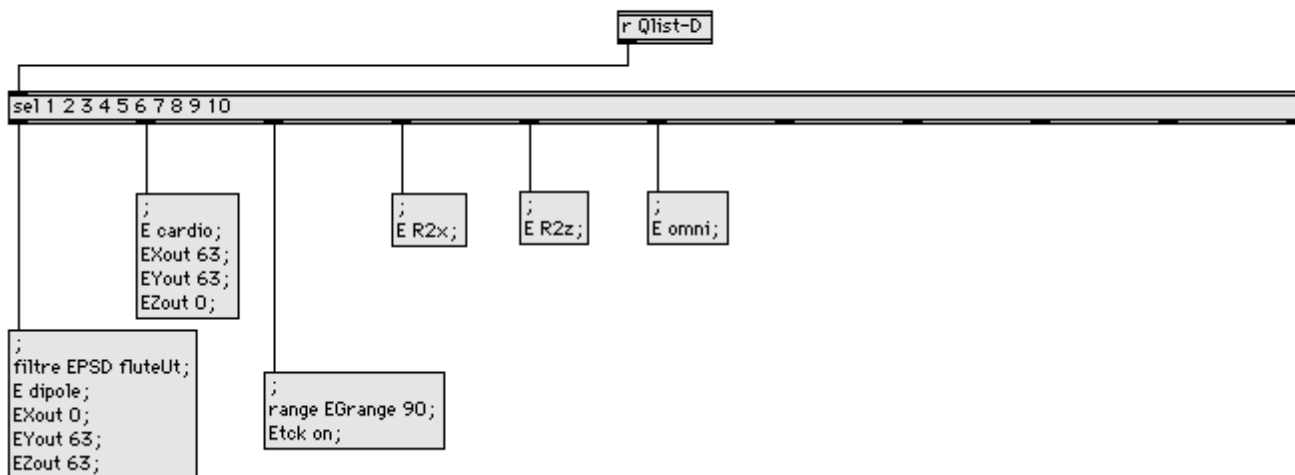 r Qlist-D
sel 1 2 3 4 5 6 7 8 9 10
;
filtre EPSD fluteUt;
E dipole;
EXout 0;
EYout 63;
EZout 63;
;
E cardio;
EXout 63;
EYout 63;
EZout 0;
;
range EGrange 90;
Etck on;
;
E R2x;
;
E R2z;
;
E omni;